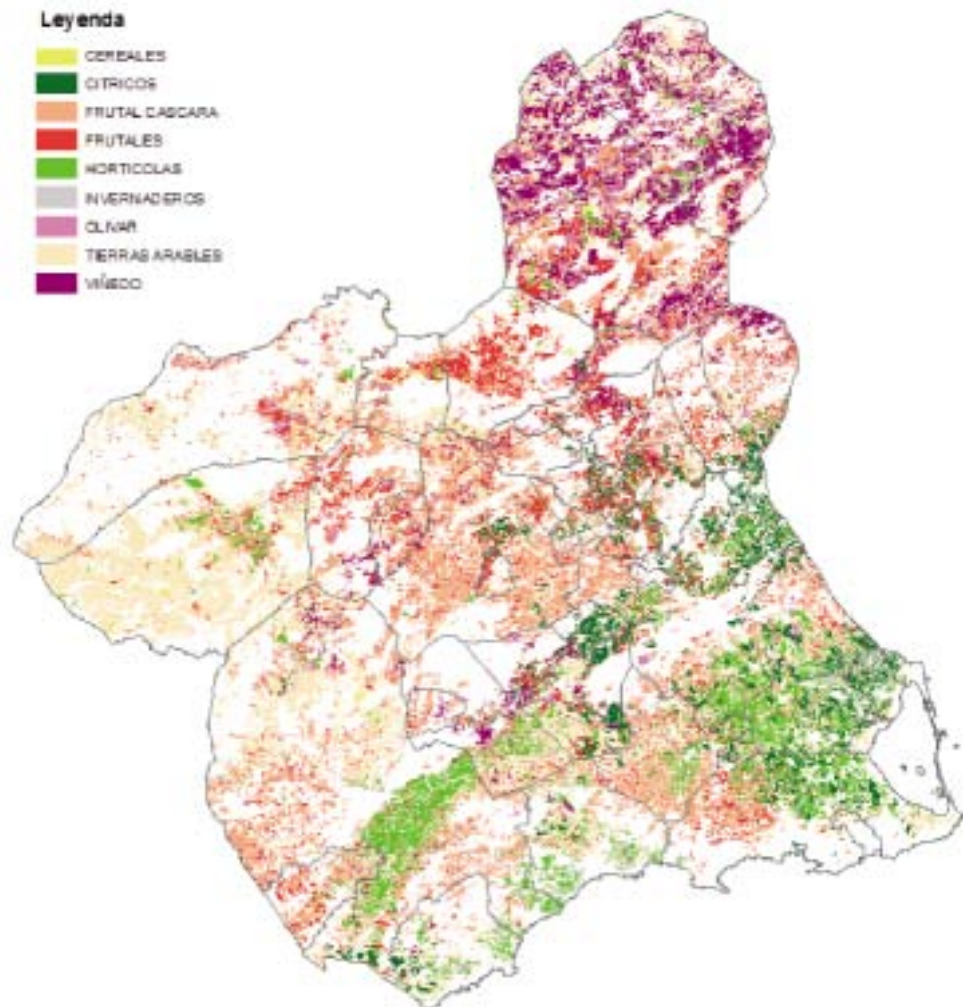 Leyenda
CEREALES
CITRICOS
FRUTAL CASCARA
FRUTALES
HORTICOLAS
INVERNADEROS
OLIVAR
TIERRAS ARABLES
VIÑEDO